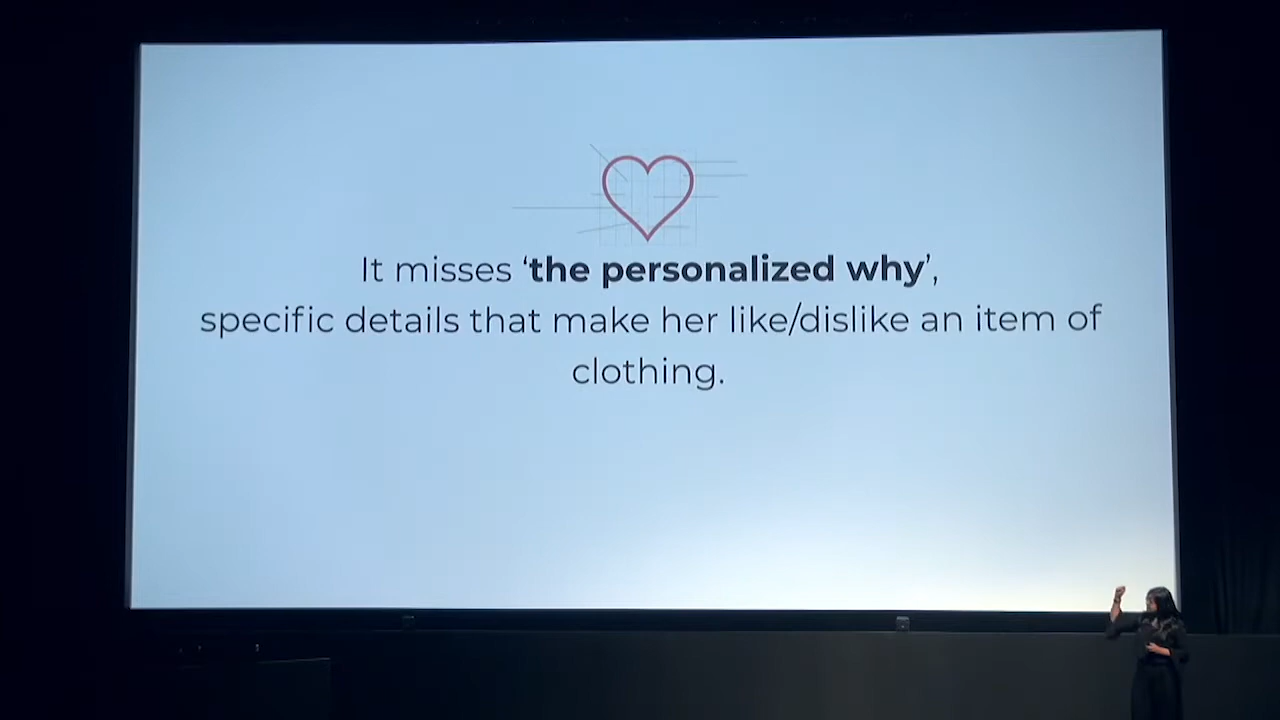 It misses ‘the personalized why’,
specific details that make her like/dislike an item of
clothing.